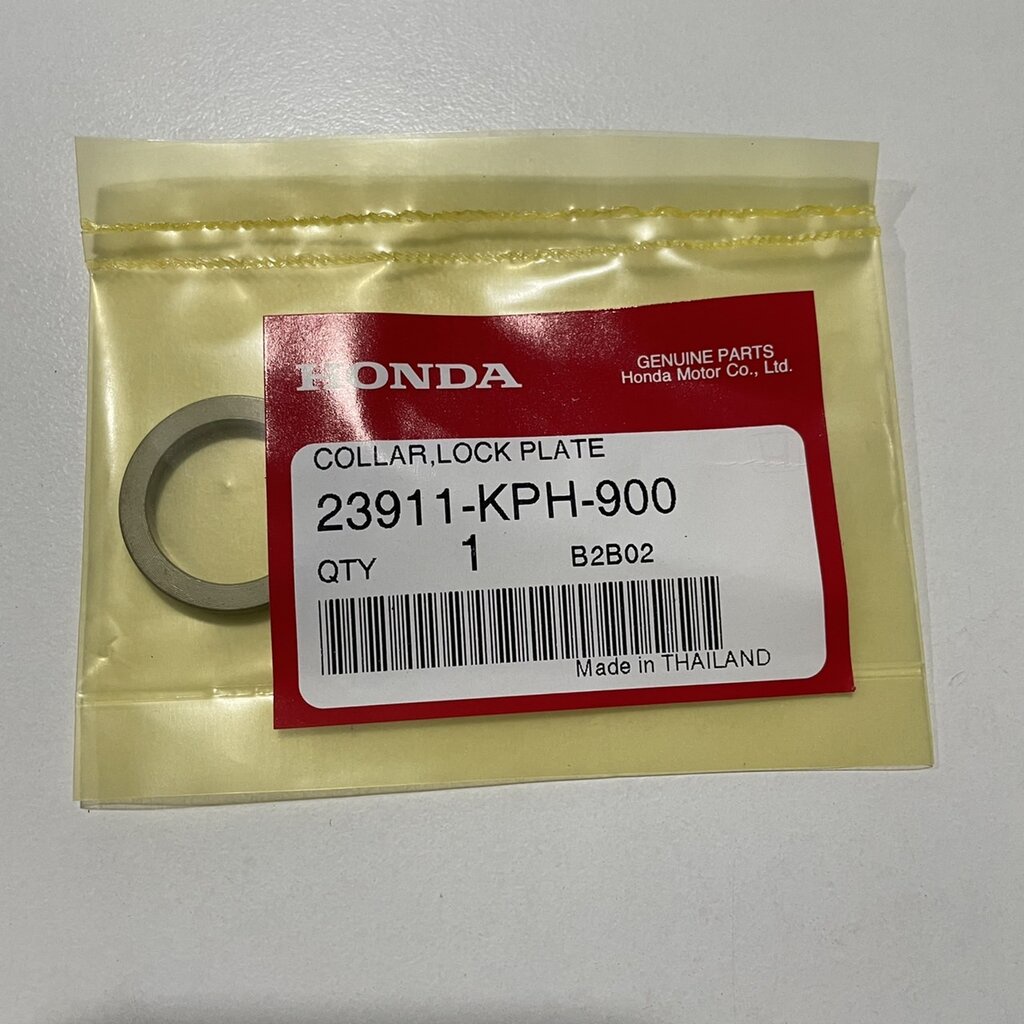 HONDA
GENUINE PARTS
Honda Motor Co., Ltd.
COLLAR,LOCK PLATE
23911-KPH-900
QTY 1 B2B02
Made in THAILAND